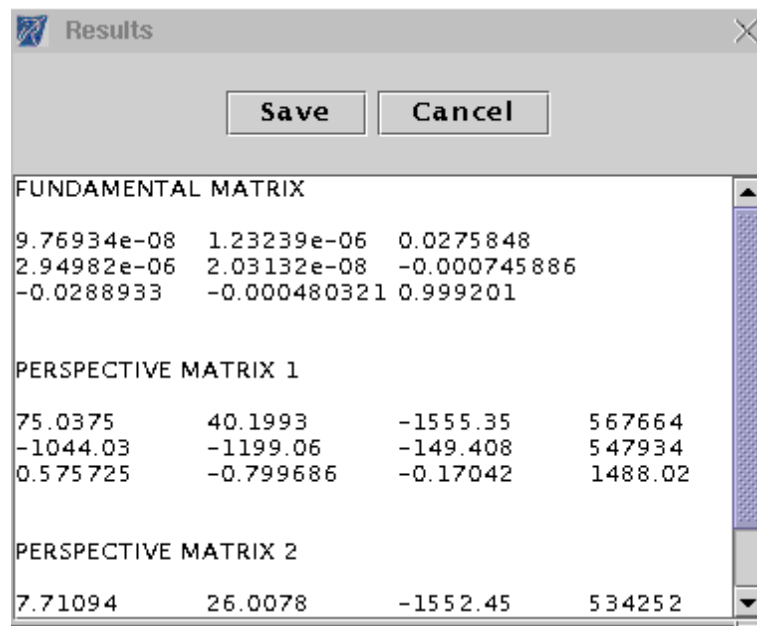 Results
Save Cancel
FUNDAMENTAL MATRIX
9.76934e-08 1.23239e-06 0.0275848
2.94982e-06 2.03132e-08 -0.000745886
-0.0288933 -0.000480321 0.999201
PERSPECTIVE MATRIX 1
75.0375 40.1993 -1555.35 567664
-1044.03 -1199.06 -149.408 547934
0.575725 -0.799686 -0.17042 1488.02
PERSPECTIVE MATRIX 2
7.71094 26.0078 -1552.45 534252